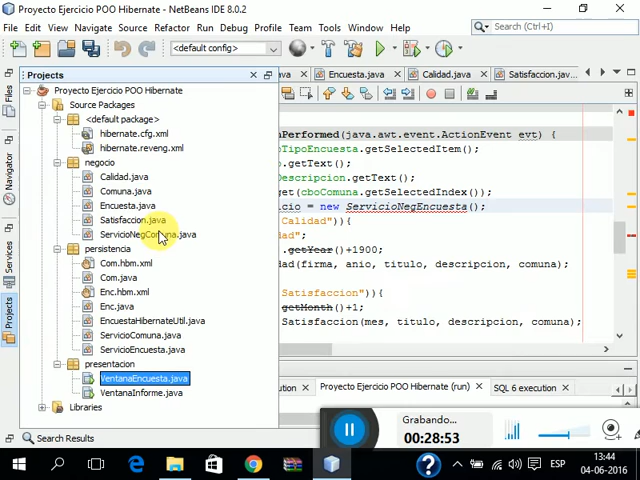 Proyecto Ejercicio POO Hibernate - NetBeans IDE 8.0.2
File Edit View Navigate Source Refactor Run Debug Profile Team Tools Window Help
Search (Ctrl+I)
<default config>
Projects
Encuesta.java
Calidad.java
Satisfaccion.java
Files
Navigator
Services
Projects
Proyecto Ejercicio POO Hibernate
Source Packages
<default package>
hibernate.cfg.xml
hibernate.reveng.xml
negocio
Calidad.java
Comuna.java
Encuesta.java
Satisfaccion.java
ServicioNegComuna.java
persistencia
Com.hbm.xml
Com.java
Enc.hbm.xml
Enc.java
EncuestaHibernateUtil.java
ServicioComuna.java
ServicioEncuesta.java
presentacion
VentanaEncuesta.java
VentanaInforme.java
Libraries
Search Results
Performed(java.awt.event.ActionEvent evt) {
TipoEncuesta.getSelectedItem();
.getText();
Descripcion.getText();
get(cboComuna.getSelectedIndex());
icio = new ServicioNegEncuesta();
Calidad")){
dad";
.getYear()+1900;
dad(firma, anio, titulo, descripcion, comuna);
Satisfaccion")){
getMonth()+1;
Satisfaccion(mes, titulo, descripcion, comuna);
Proyecto Ejercicio POO Hibernate (run)
SQL 6 execution
Grabando...
00:28:53
ESP
13:44
04-06-2016